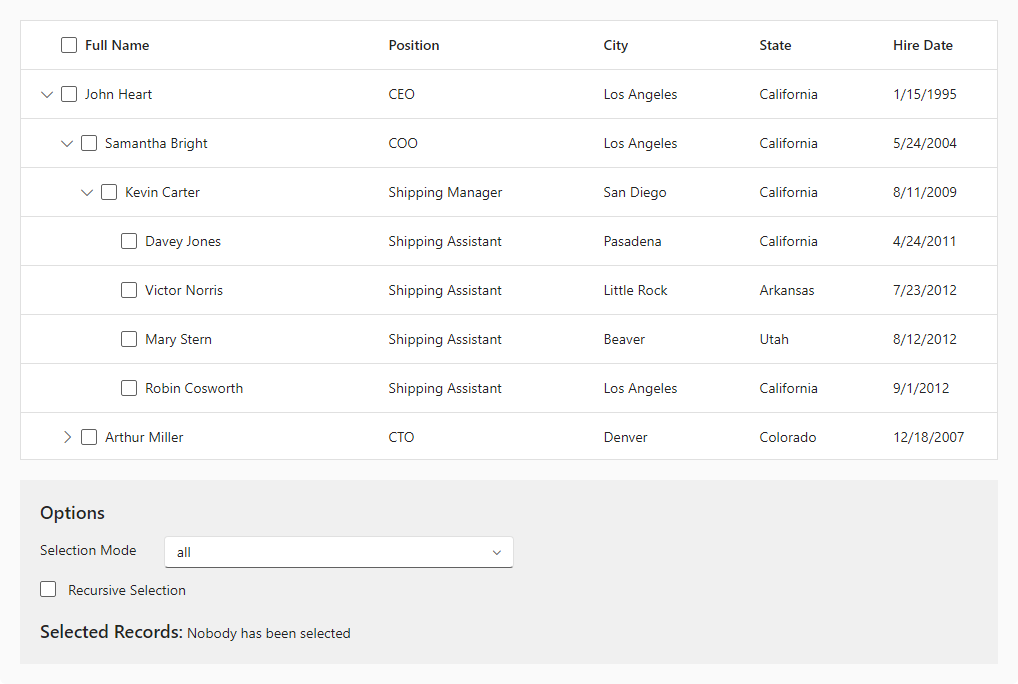 Full Name Position City State Hire Date
John Heart CEO Los Angeles California 1/15/1995
Samantha Bright COO Los Angeles California 5/24/2004
Kevin Carter Shipping Manager San Diego California 8/11/2009
Davey Jones Shipping Assistant Pasadena California 4/24/2011
Victor Norris Shipping Assistant Little Rock Arkansas 7/23/2012
Mary Stern Shipping Assistant Beaver Utah 8/12/2012
Robin Cosworth Shipping Assistant Los Angeles California 9/1/2012
Arthur Miller CTO Denver Colorado 12/18/2007
Options
Selection Mode all
Recursive Selection
Selected Records: Nobody has been selected